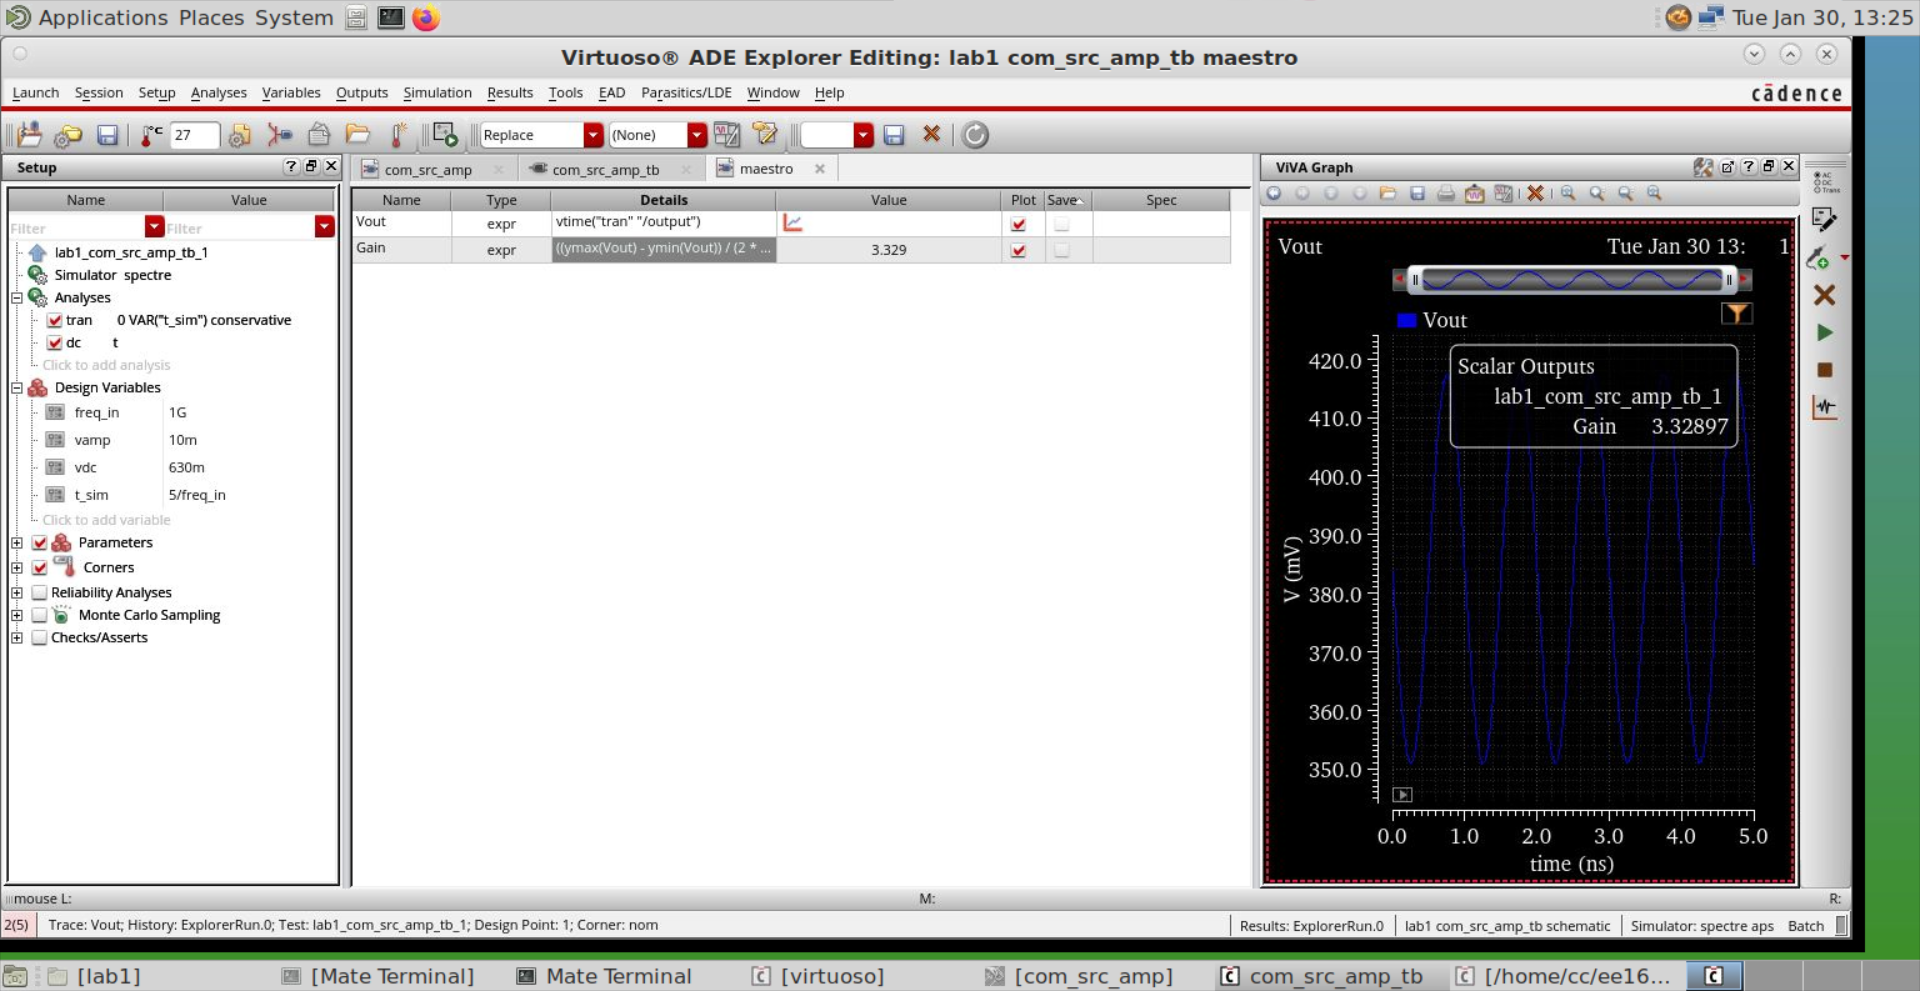 Applications Places System
Tue Jan 30, 13:25
Virtuoso® ADE Explorer Editing: lab1 com_src_amp_tb maestro
Launch Session Setup Analyses Variables Outputs Simulation Results Tools EAD Parasitics/LDE Window Help
cādence
°C 27 Replace (None)
Setup
com_src_amp com_src_amp_tb maestro
ViVA Graph
Name Value
Filter Filter
lab1_com_src_amp_tb_1
Simulator spectre
Analyses
tran 0 VAR("t_sim") conservative
dc t
Click to add analysis
Design Variables
freq_in 1G
vamp 10m
vdc 630m
t_sim 5/freq_in
Click to add variable
Parameters
Corners
Reliability Analyses
Monte Carlo Sampling
Checks/Asserts
Name Type Details Value Plot Save Spec
Vout expr vtime("tran" "/output")
Gain expr ((ymax(Vout) - ymin(Vout)) / (2 * ... 3.329
AC
DC
Trans
Vout Tue Jan 30 13: 1
Vout
Scalar Outputs
lab1_com_src_amp_tb_1
Gain 3.32897
420.0
410.0
400.0
390.0
380.0
370.0
360.0
350.0
V (mV)
0.0 1.0 2.0 3.0 4.0 5.0
time (ns)
mouse L: M: R:
2(5) Trace: Vout; History: ExplorerRun.0; Test: lab1_com_src_amp_tb_1; Design Point: 1; Corner: nom
Results: ExplorerRun.0 lab1 com_src_amp_tb schematic Simulator: spectre aps Batch
[lab1] [Mate Terminal] Mate Terminal [virtuoso] [com_src_amp] com_src_amp_tb [/home/cc/ee16...